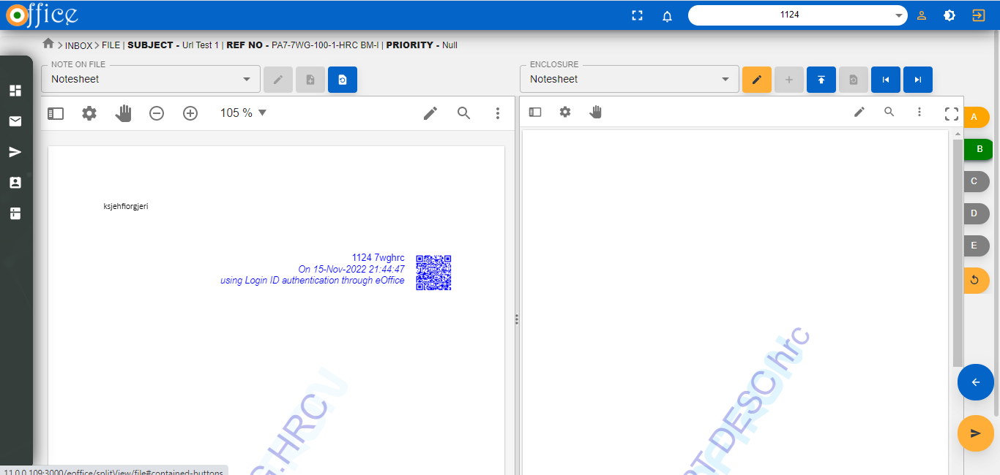 Office
1124
INBOX FILE | SUBJECT - Url Test 1 | REF NO - PA7-7WG-100-1-HRC BM-I | PRIORITY - Null
NOTE ON FILE
Notesheet
ENCLOSURE
Notesheet
105 %
A
B
C
D
E
ksjehfiorgjeri
1124 7wghrc
On 15-Nov-2022 21:44:47
using Login ID authentication through eOffice
G.HRC
T DESC hrc
11.0.0.109:3000/eoffice/splitView/file#contained-buttons